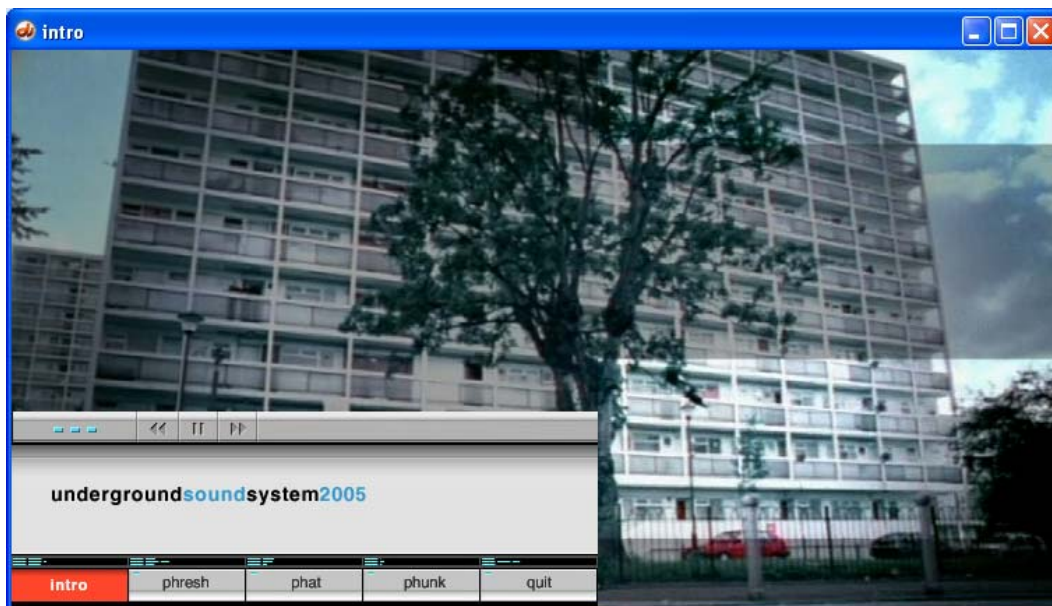 intro
undergroundsoundsystem2005
intro phresh phat phunk quit